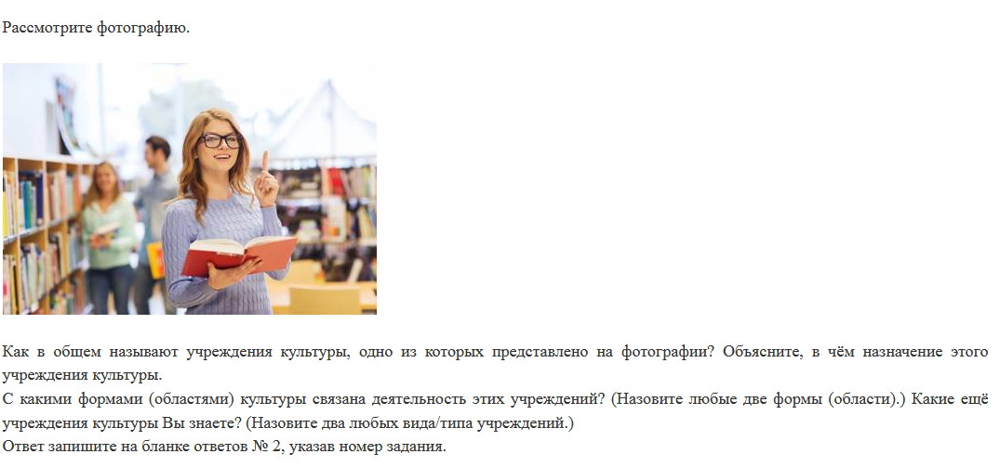 Рассмотрите фотографию.
Как в общем называют учреждения культуры, одно из которых представлено на фотографии? Объясните, в чём назначение этого
учреждения культуры.
С какими формами (областями) культуры связана деятельность этих учреждений? (Назовите любые две формы (области).) Какие ещё
учреждения культуры Вы знаете? (Назовите два любых вида/типа учреждений.)
Ответ запишите на бланке ответов № 2, указав номер задания.